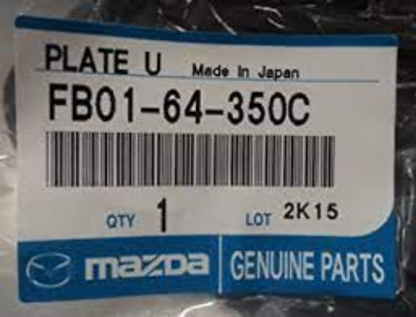 PLATE U Made In Japan
FB01-64-350C
QTY 1 LOT 2K15
mazda GENUINE PARTS